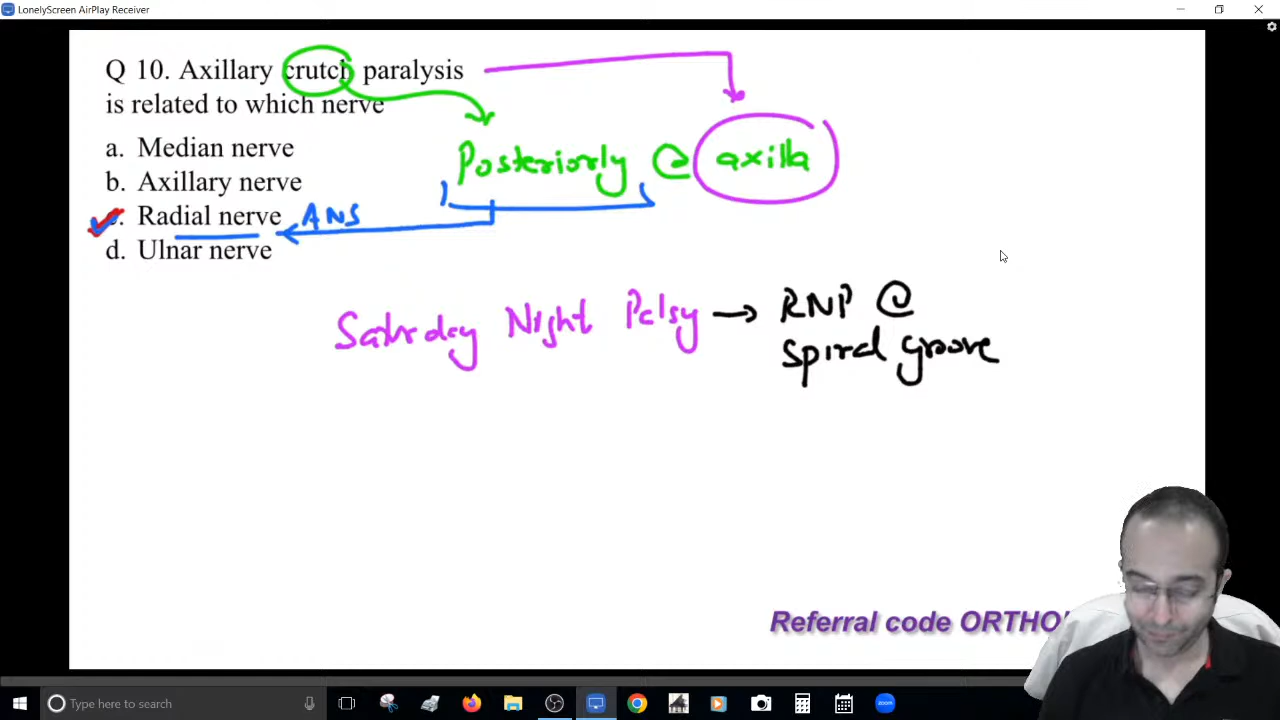 LonelyScreen AirPlay Receiver
Q 10. Axillary crutch paralysis
is related to which nerve
a. Median nerve
Posteriorly @ axilla
b. Axillary nerve
c. Radial nerve ANS
d. Ulnar nerve
Saturday Night Palsy → RNP @
Spiral groove
Referral code ORTHO
Type here to search
zoom